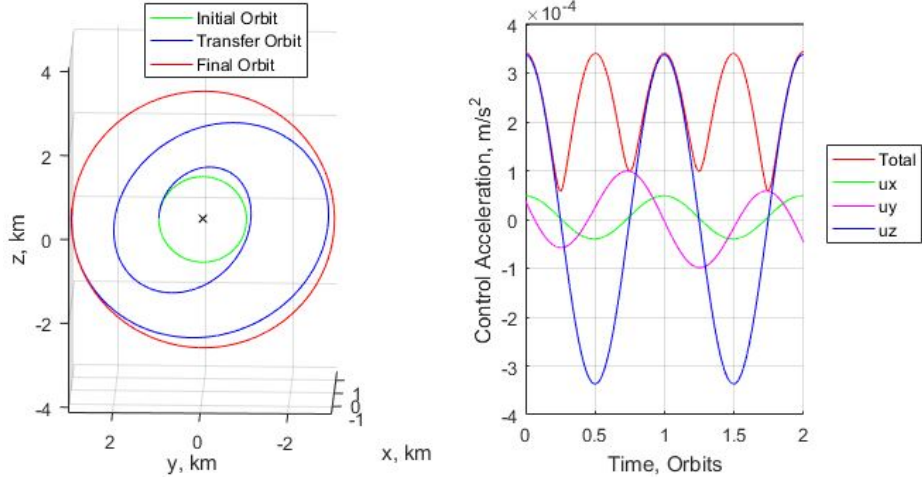 Initial Orbit
Transfer Orbit
Final Orbit
4
2
0
-2
-4
z, km
2
0
-2
y, km
1
0
-1
x, km
×10⁻⁴
4
3
2
1
0
-1
-2
-3
-4
Control Acceleration, m/s²
0
0.5
1
1.5
2
Time, Orbits
Total
ux
uy
uz